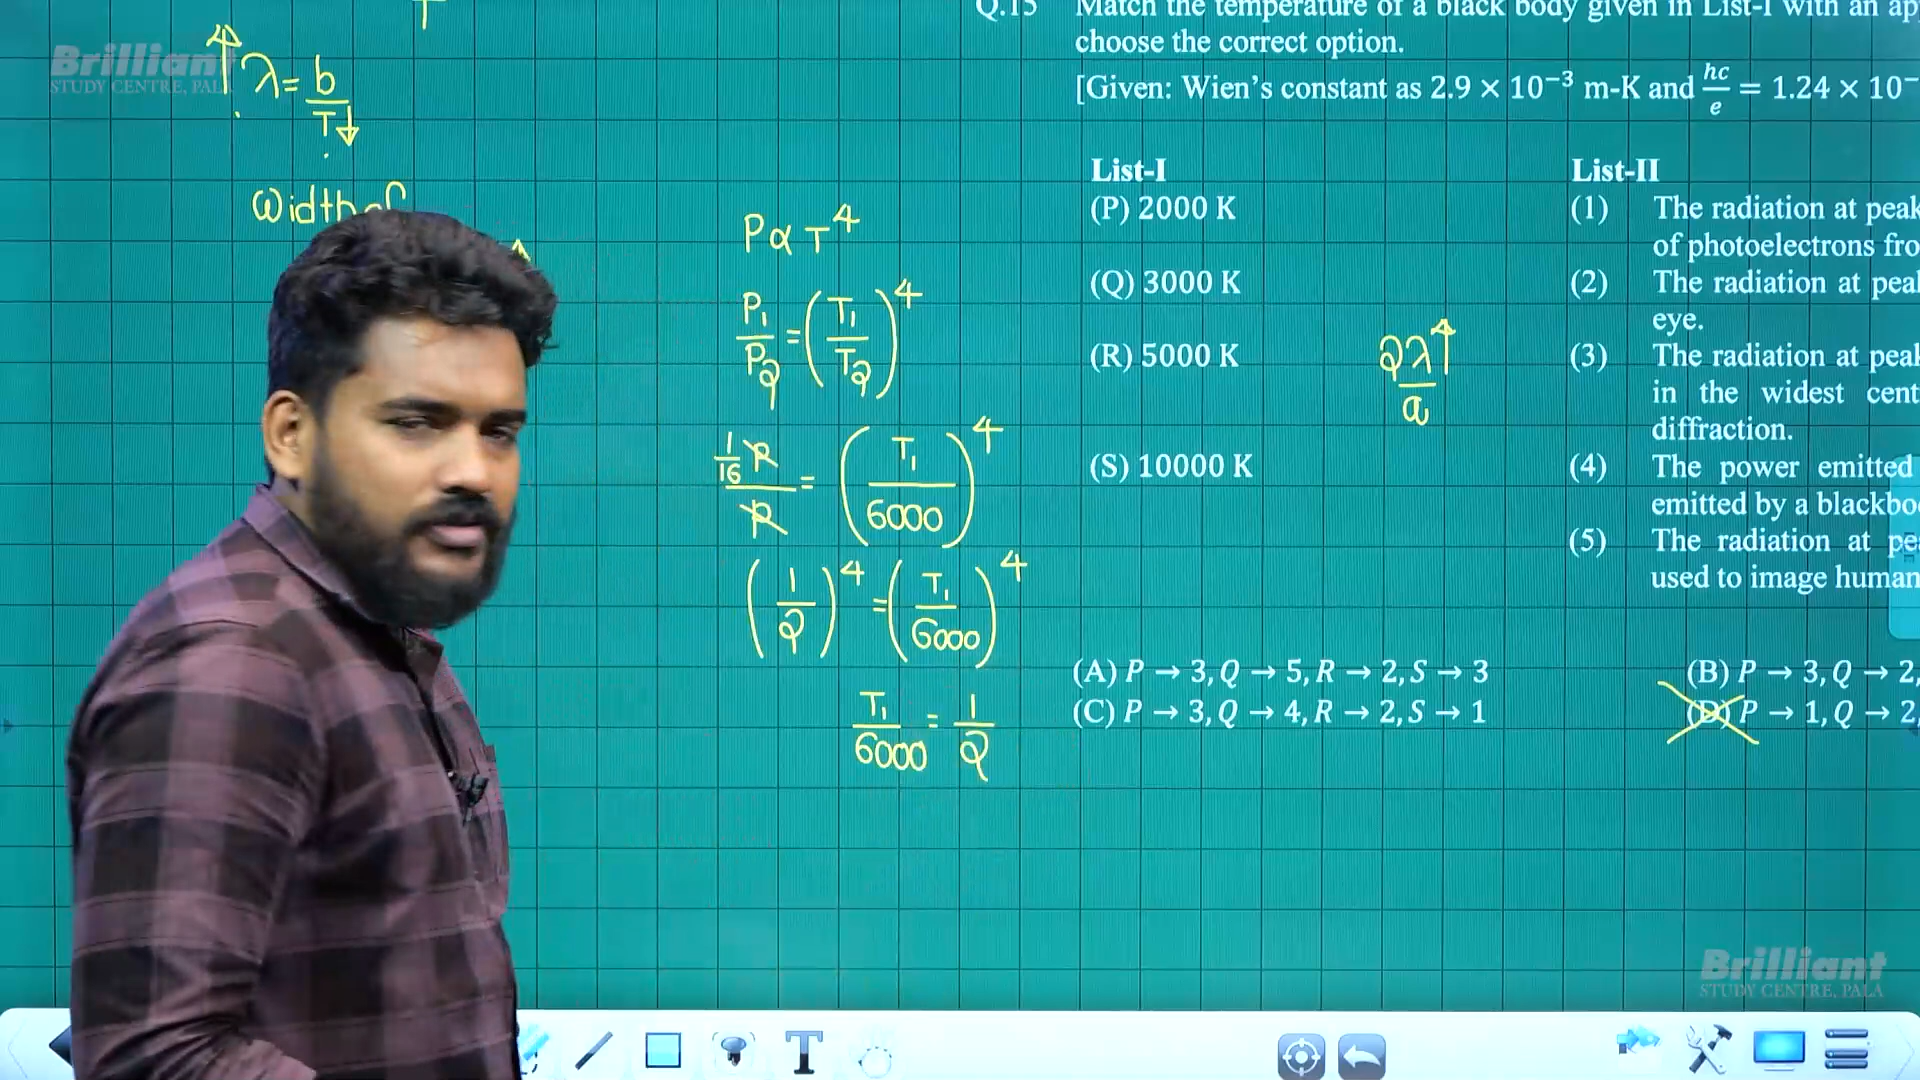 Brilliant
STUDY CENTRE, PALA
λ = b/T
Width of
P ∝ T⁴
P₁/P₂ = (T₁/T₂)⁴
1/16 P/P = (T₁/6000)⁴
(1/2)⁴ = (T₁/6000)⁴
T₁/6000 = 1/2
Q.15 Match the temperature of a black body given in List-I with an
choose the correct option.
[Given: Wien's constant as 2.9 × 10⁻³ m-K and hc/e = 1.24 × 10⁻
List-I
(P) 2000 K
(Q) 3000 K
(R) 5000 K
(S) 10000 K
2λ/a
List-II
(1) The radiation at peak
of photoelectrons
(2) The radiation at
eye.
(3) The radiation at peak
in the widest
diffraction.
(4) The power emitted
emitted by a
(5) The radiation at
used to image human
(A) P → 3, Q → 5, R → 2, S → 3
(B) P → 3, Q → 2,
(C) P → 3, Q → 4, R → 2, S → 1
(D) P → 1, Q → 2,
Brilliant
STUDY CENTRE, PALA
T